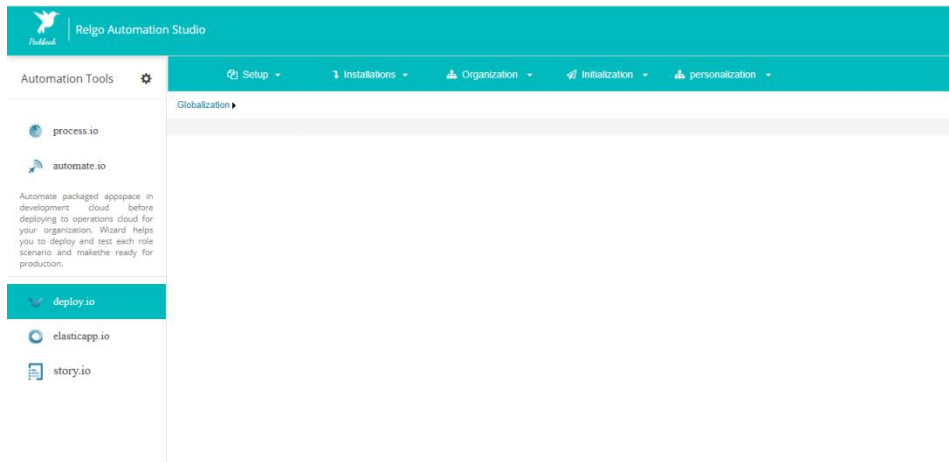 Relgo Automation Studio
Automation Tools
Setup
Installations
Organization
Initialization
personalization
Globalization
process.io
automate.io
Automate packaged appspace in
development cloud before
deploying to operations cloud for
your organization. Wizard helps
you to deploy and test each role
scenario and makethe ready for
production.
deploy.io
elasticapp.io
story.io